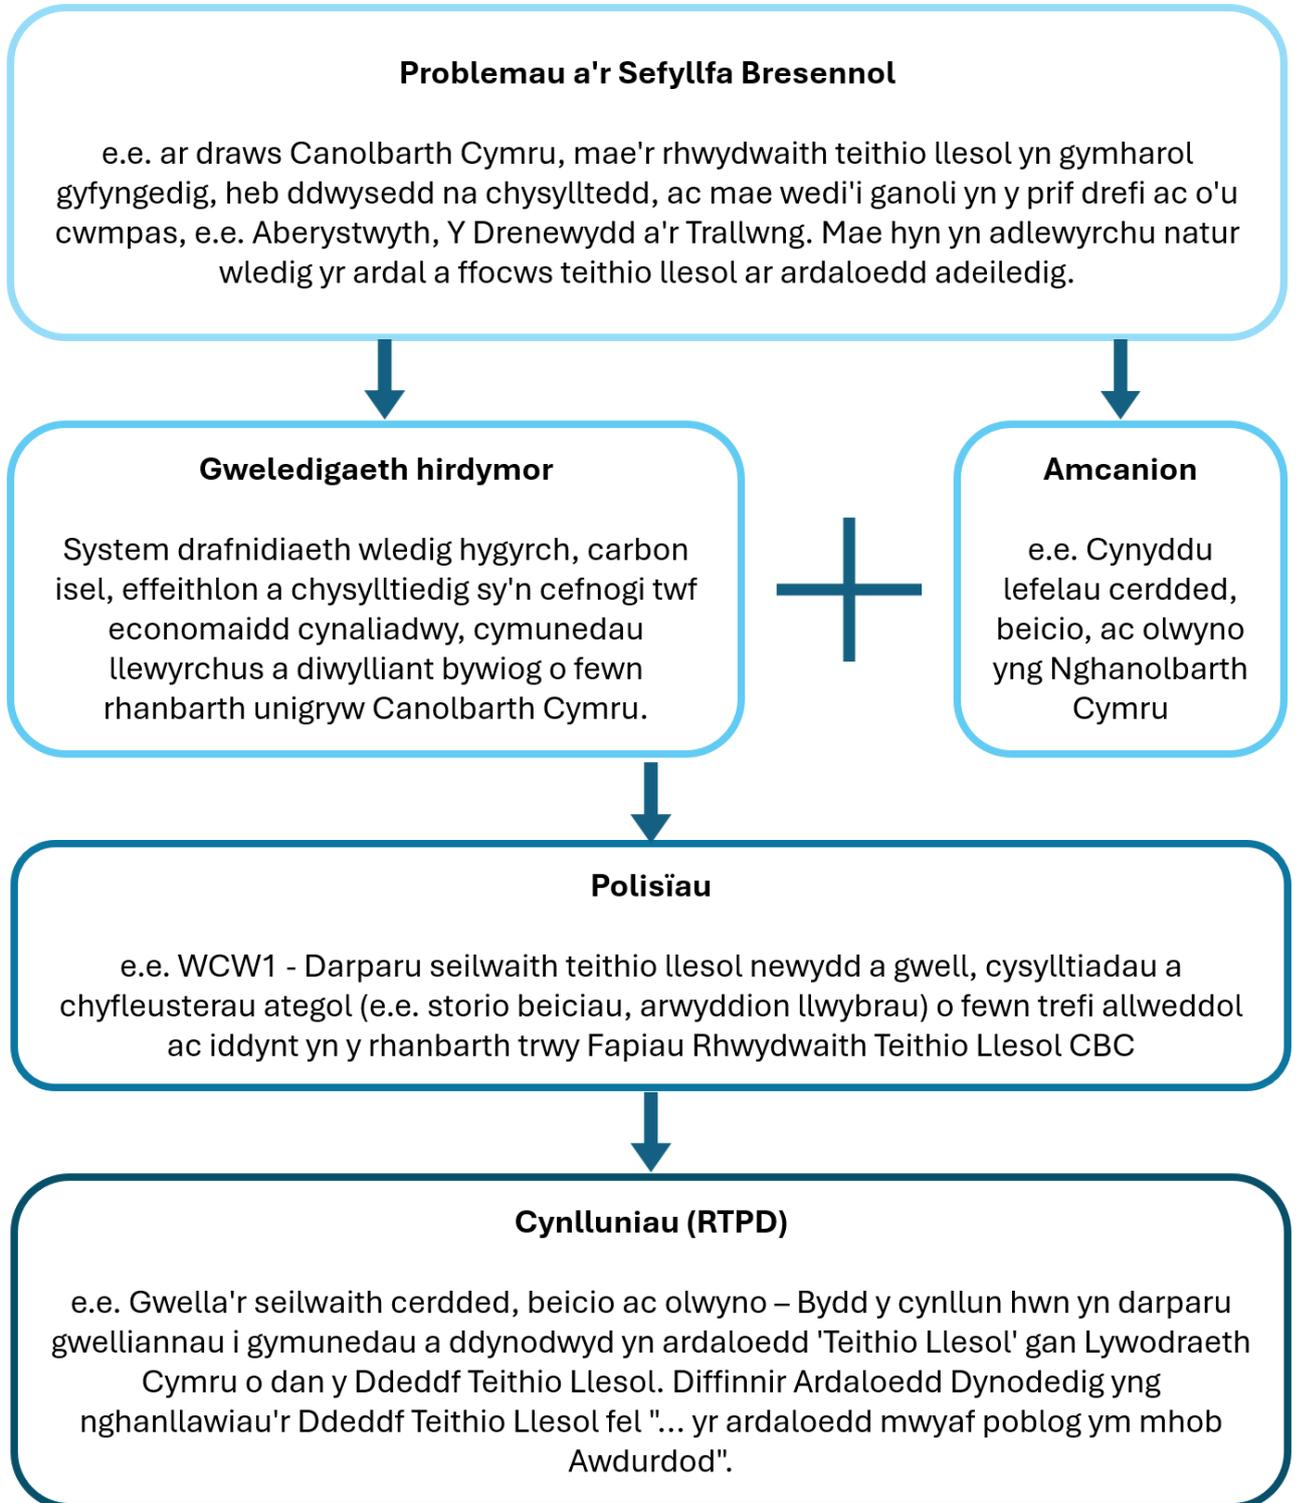 Problemau a'r Sefyllfa Bresennol
e.e. ar draws Canolbarth Cymru, mae'r rhwydwaith teithio llesol yn gymharol
gyfyngedig, heb ddwysedd na chysylltedd, ac mae wedi'i ganoli yn y prif drefi ac o'u
cwmpas, e.e. Aberystwyth, Y Drenewydd a'r Trallwng. Mae hyn yn adlewyrchu natur
wledig yr ardal a ffocws teithio llesol ar ardaloedd adeiledig.
Gweledigaeth hirdymor
System drafnidiaeth wledig hygyrch, carbon
isel, effeithlon a chysylltiedig sy'n cefnogi twf
economaidd cynaliadwy, cymunedau
llewyrchus a diwylliant bywiog o fewn
rhanbarth unigryw Canolbarth Cymru.
Amcanion
e.e. Cynyddu
lefelau cerdded,
beicio, ac olwyno
yng Nghanolbarth
Cymru
Polisïau
e.e. WCW1 - Darparu seilwaith teithio llesol newydd a gwell, cysylltiadau a
chyfleusterau ategol (e.e. storio beiciau, arwyddion llwybrau) o fewn trefi allweddol
ac iddynt yn y rhanbarth trwy Fapiau Rhwydwaith Teithio Llesol CBC
Cynlluniau (RTPD)
e.e. Gwella'r seilwaith cerdded, beicio ac olwyno – Bydd y cynllun hwn yn darparu
gwelliannau i gymunedau a ddynodwyd yn ardaloedd 'Teithio Llesol' gan Lywodraeth
Cymru o dan y Ddeddf Teithio Llesol. Diffinnir Ardaloedd Dynodedig yng
nghanllawiau'r Ddeddf Teithio Llesol fel "... yr ardaloedd mwyaf poblog ym mhob
Awdurdod".